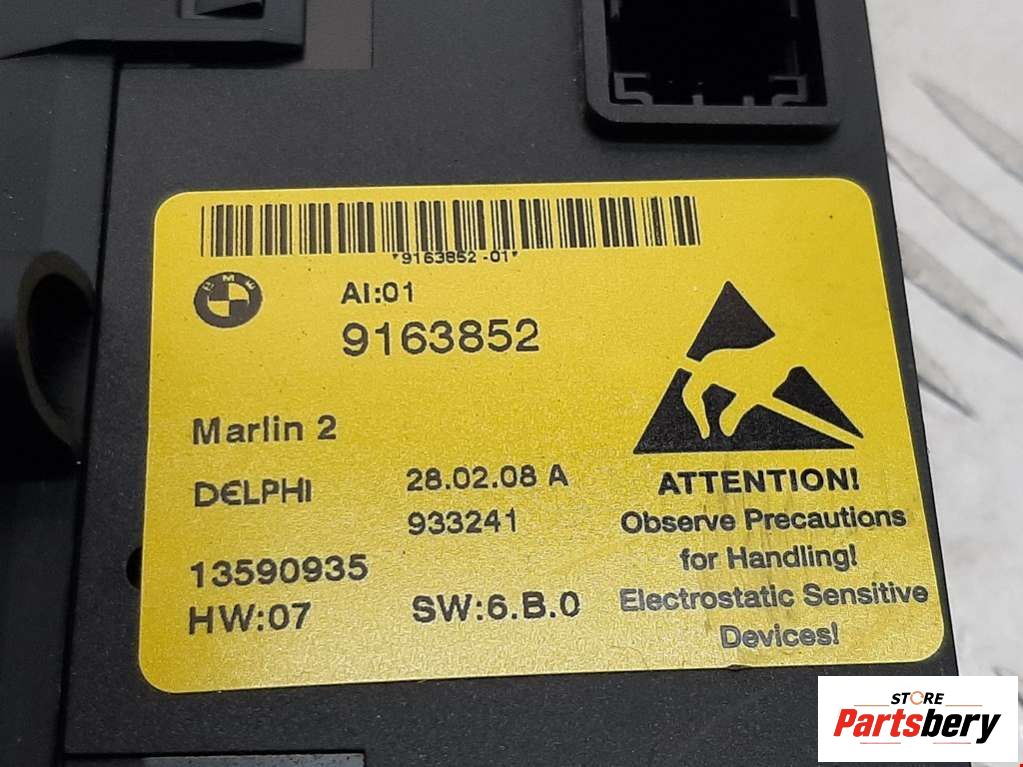 *9163852-01*
BMW
AI:01
9163852
Marlin 2
DELPHI
28.02.08 A
933241
13590935
HW:07
SW:6.B.0
ATTENTION!
Observe Precautions
for Handling!
Electrostatic Sensitive
Devices!
STORE
Partsbery